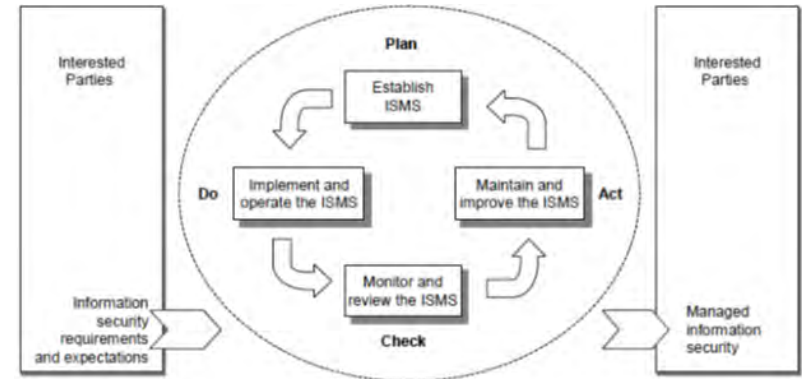 Interested
Parties
Plan
Establish
ISMS
Do
Implement and
operate the ISMS
Maintain and
improve the ISMS
Act
Monitor and
review the ISMS
Check
Information
security
requirements
and expectations
Interested
Parties
Managed
information
security